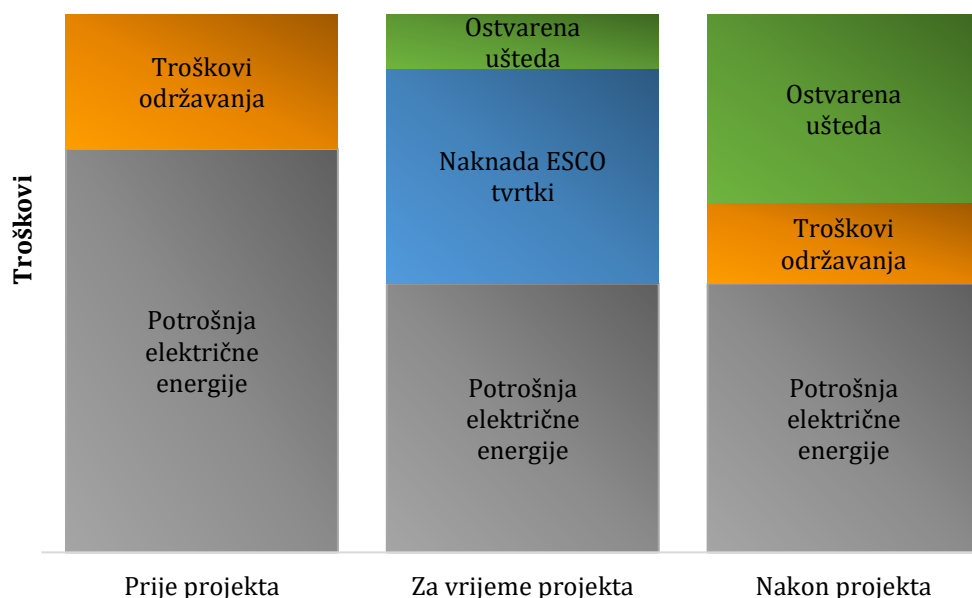 Troškovi
Troškovi
održavanja
Potrošnja
električne
energije
Ostvarena
ušteda
Naknada ESCO
tvrtki
Potrošnja
električne
energije
Ostvarena
ušteda
Troškovi
održavanja
Potrošnja
električne
energije
Prije projekta
Za vrijeme projekta
Nakon projekta